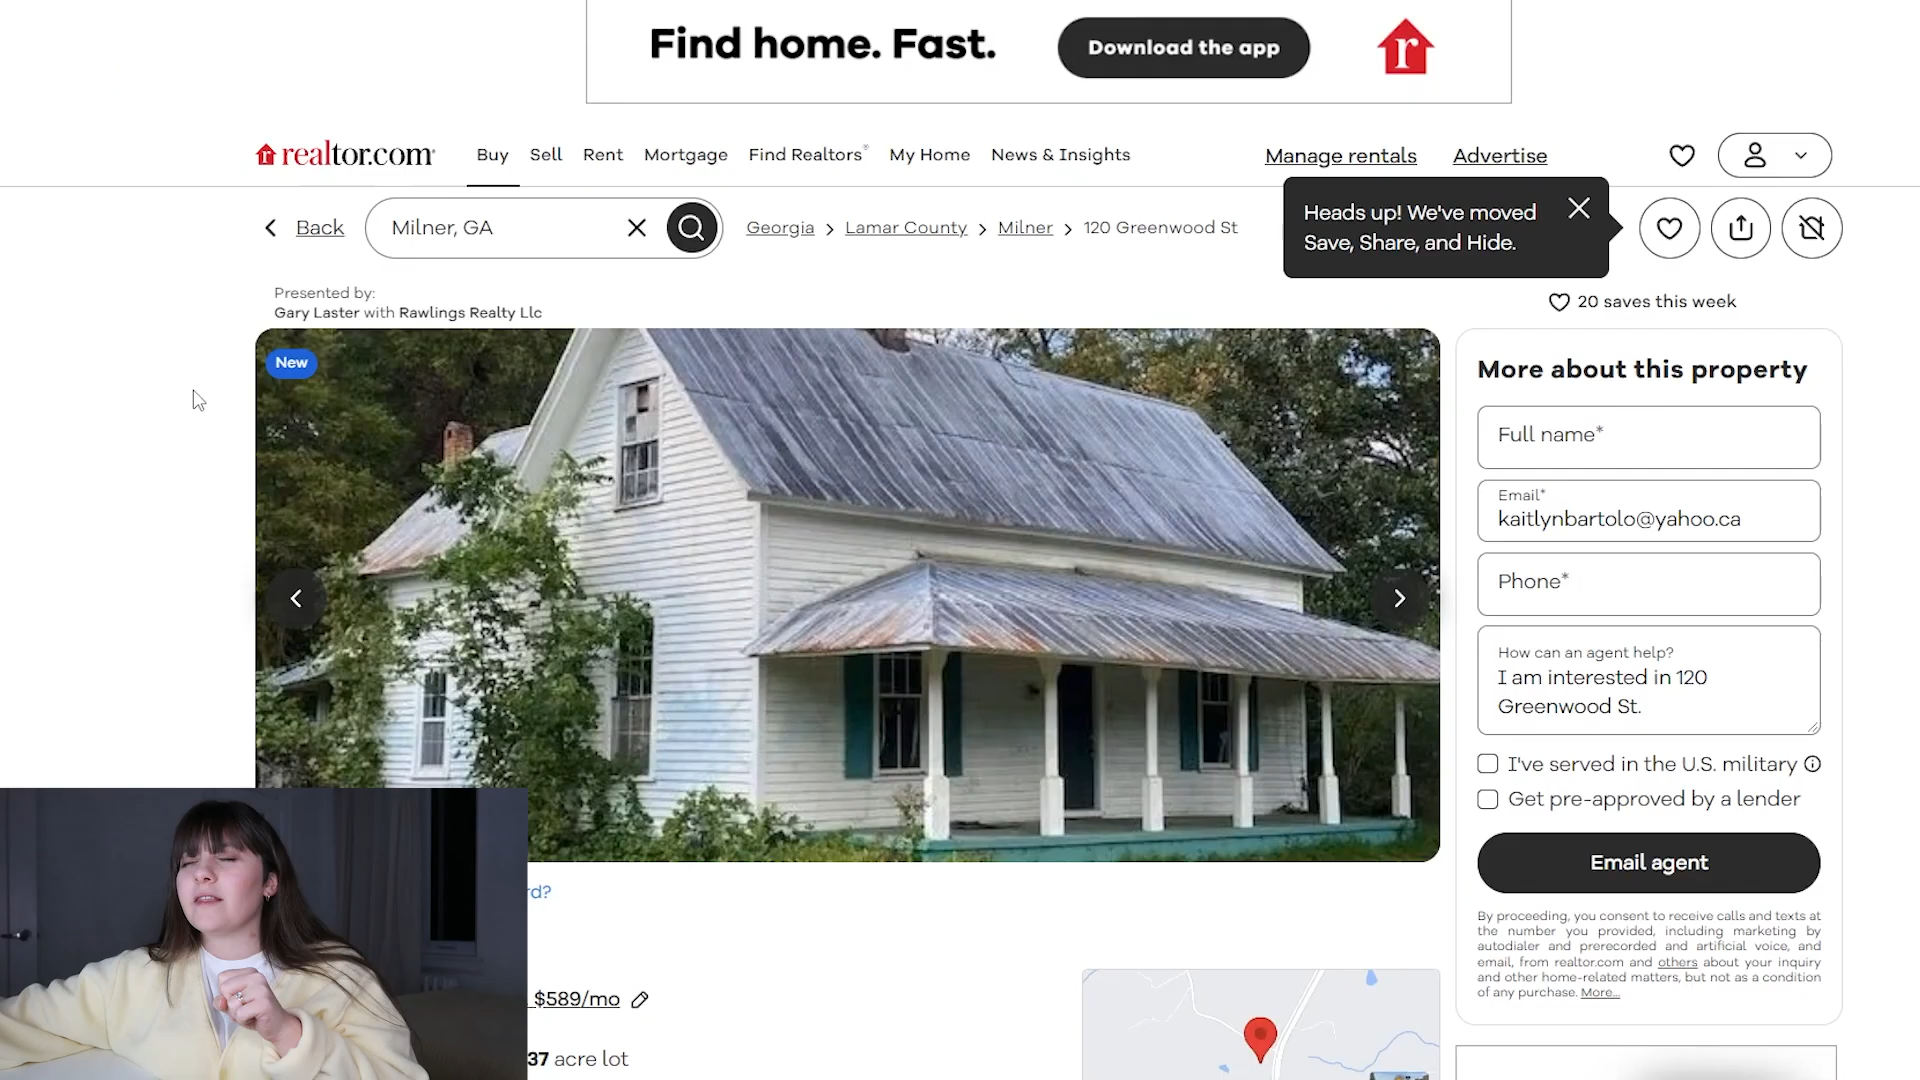 Find home. Fast.
Download the app
r
realtor.com®
Buy
Sell
Rent
Mortgage
Find Realtors®
My Home
News & Insights
Manage rentals
Advertise
Back
Milner, GA
Georgia > Lamar County > Milner > 120 Greenwood St
Heads up! We've moved
Save, Share, and Hide.
Presented by:
Gary Laster with Rawlings Realty Llc
20 saves this week
New
More about this property
Full name*
Email*
kaitlynbartolo@yahoo.ca
Phone*
How can an agent help?
I am interested in 120
Greenwood St.
I've served in the U.S. military
Get pre-approved by a lender
Email agent
By proceeding, you consent to receive calls and texts at
the number you provided, including marketing by
autodialer and prerecorded and artificial voice, and
email, from realtor.com and others about your inquiry
and other home-related matters, but not as a condition
of any purchase. More...
rd?
$589/mo
37 acre lot